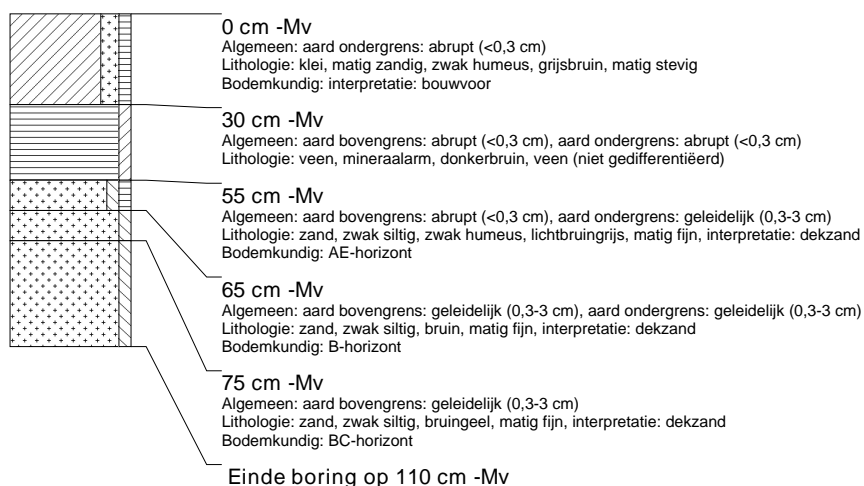 0 cm -Mv
Algemeen: aard ondergrens: abrupt (<0,3 cm)
Lithologie: klei, matig zandig, zwak humeus, grijsbruin, matig stevig
Bodemkundig: interpretatie: bouwvoor
30 cm -Mv
Algemeen: aard bovengrens: abrupt (<0,3 cm), aard ondergrens: abrupt (<0,3 cm)
Lithologie: veen, mineraalarm, donkerbruin, veen (niet gedifferentiëerd)
55 cm -Mv
Algemeen: aard bovengrens: abrupt (<0,3 cm), aard ondergrens: geleidelijk (0,3-3 cm)
Lithologie: zand, zwak siltig, zwak humeus, lichtbruingrijs, matig fijn, interpretatie: dekzand
Bodemkundig: AE-horizont
65 cm -Mv
Algemeen: aard bovengrens: geleidelijk (0,3-3 cm), aard ondergrens: geleidelijk (0,3-3 cm)
Lithologie: zand, zwak siltig, bruin, matig fijn, interpretatie: dekzand
Bodemkundig: B-horizont
75 cm -Mv
Algemeen: aard bovengrens: geleidelijk (0,3-3 cm)
Lithologie: zand, zwak siltig, bruingeel, matig fijn, interpretatie: dekzand
Bodemkundig: BC-horizont
Einde boring op 110 cm -Mv